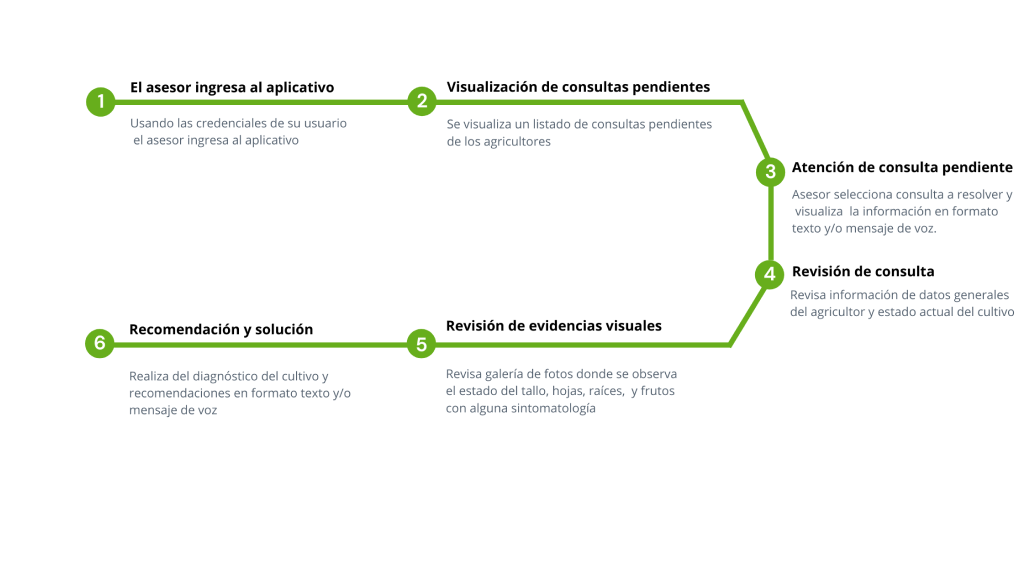 1
El asesor ingresa al aplicativo
Usando las credenciales de su usuario
el asesor ingresa al aplicativo
2
Visualización de consultas pendientes
Se visualiza un listado de consultas pendientes
de los agricultores
3
Atención de consulta pendiente
Asesor selecciona consulta a resolver y
visualiza la información en formato
texto y/o mensaje de voz.
4
Revisión de consulta
Revisa información de datos generales
del agricultor y estado actual del cultivo
5
Revisión de evidencias visuales
Revisa galería de fotos donde se observa
el estado del tallo, hojas, raíces, y frutos
con alguna sintomatología
6
Recomendación y solución
Realiza del diagnóstico del cultivo y
recomendaciones en formato texto y/o
mensaje de voz